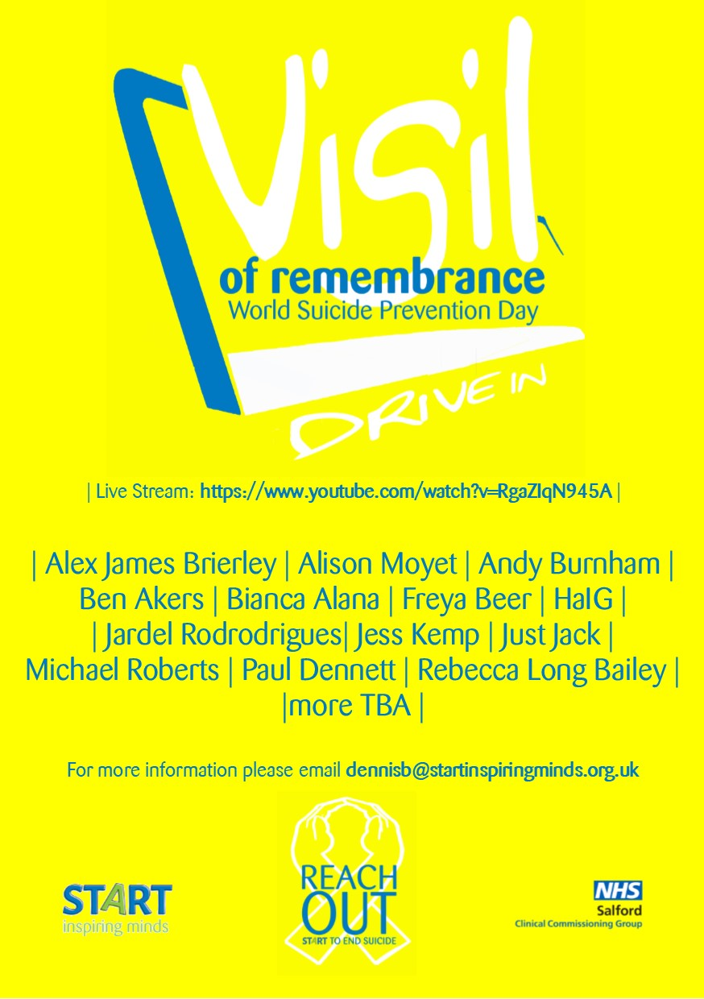 Vigil
of remembrance
World Suicide Prevention Day
DRIVE IN
| Live Stream: https://www.youtube.com/watch?v=RgaZIqN945A |
| Alex James Brierley | Alison Moyet | Andy Burnham |
Ben Akers | Bianca Alana | Freya Beer | HaIG |
| Jardel Rodrodrigues| Jess Kemp | Just Jack |
Michael Roberts | Paul Dennett | Rebecca Long Bailey |
|more TBA |
For more information please email dennisb@startinspiringminds.org.uk
START
inspiring minds
REACH
OUT
START TO END SUICIDE
NHS
Salford
Clinical Commissioning Group